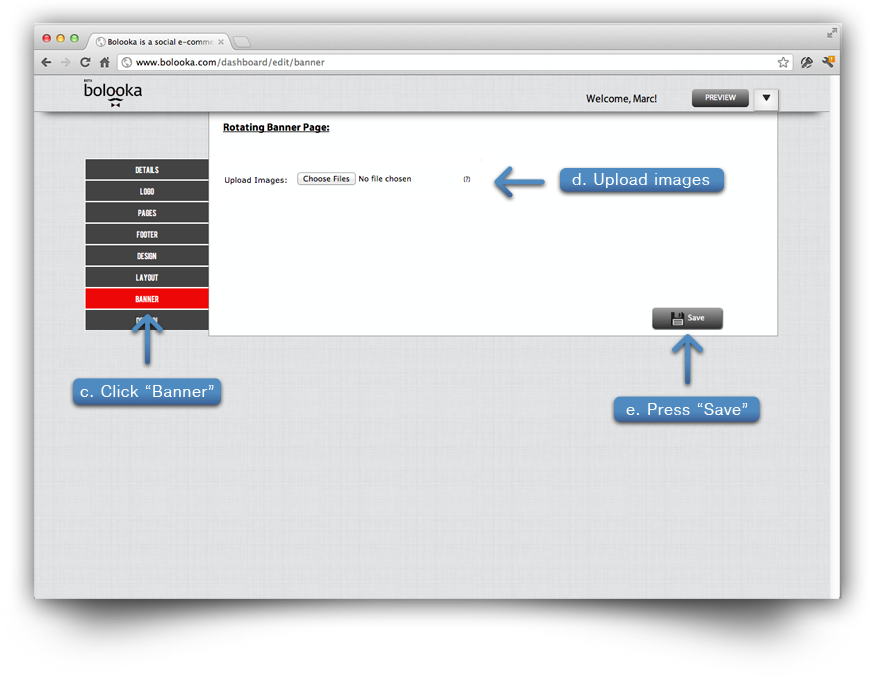 Bolooka is a social e-comme
www.bolooka.com/dashboard/edit/banner
BETA
bolooka
Welcome, Marc!
PREVIEW
Rotating Banner Page:
DETAILS
Upload Images: Choose Files No file chosen (?)
d. Upload images
LOGO
PAGES
FOOTER
DESIGN
LAYOUT
BANNER
Save
c. Click “Banner”
e. Press “Save”